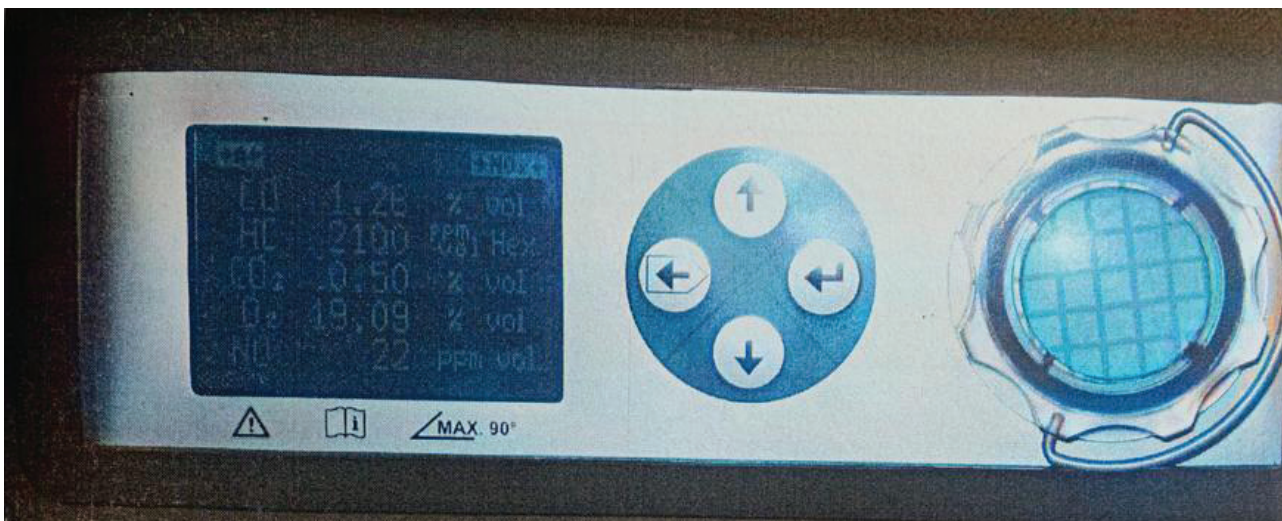 CO 1.26 % vol
HC 2100 ppm vol Hex
CO₂ 0.50 % vol
O₂ 19.09 % vol
NO 22 ppm vol
MAX. 90°